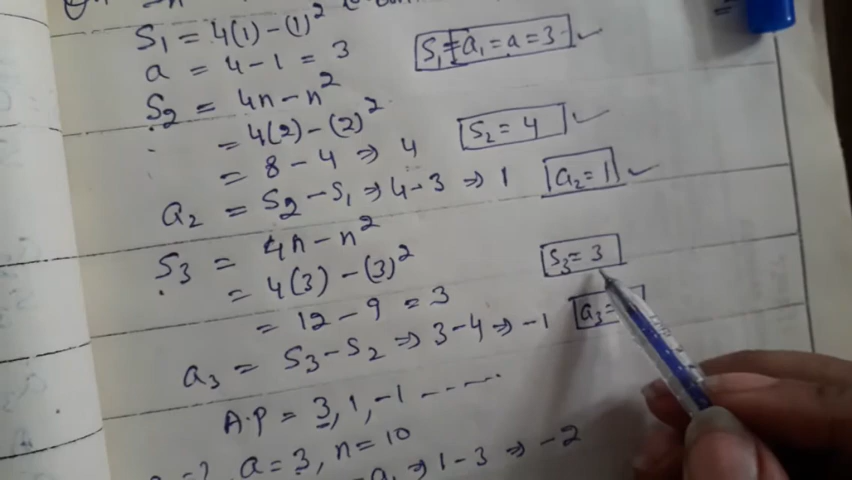 S₁ = 4(1) - (1)²
a = 4 - 1 = 3
S₁ = a₁ = a = 3 ✓
S₂ = 4n - n²
= 4(2) - (2)²
= 8 - 4 ⇒ 4
S₂ = 4 ✓
a₂ = S₂ - S₁ ⇒ 4 - 3 ⇒ 1
a₂ = 1 ✓
S₃ = 4n - n²
= 4(3) - (3)²
= 12 - 9 = 3
S₃ = 3
a₃ = S₃ - S₂ ⇒ 3 - 4 ⇒ -1
a₃ =
A.P = 3, 1, -1 ------
a = 3, n = 10
a₁ ⇒ 1 - 3 ⇒ -2